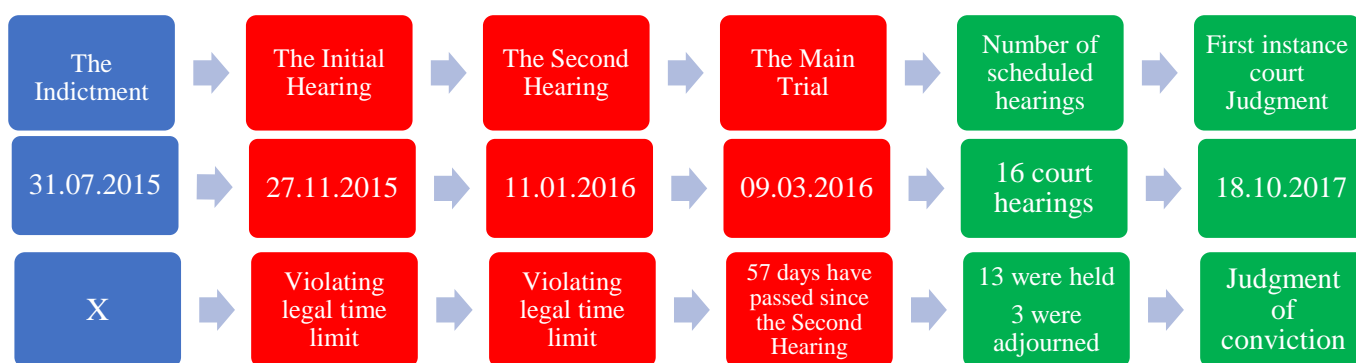 The
Indictment
The Initial
Hearing
The Second
Hearing
The Main
Trial
Number of
scheduled
hearings
First instance
court
Judgment
31.07.2015
27.11.2015
11.01.2016
09.03.2016
16 court
hearings
18.10.2017
X
Violating
legal time
limit
Violating
legal time
limit
57 days have
passed since
the Second
Hearing
13 were held
3 were
adjourned
Judgment
of
conviction